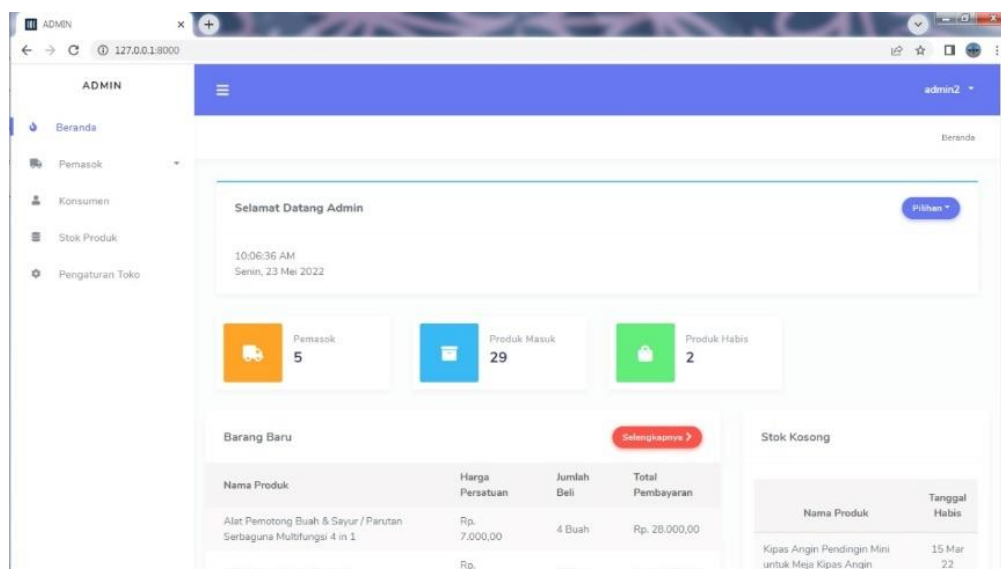 ADMIN
127.0.0.1:8000
ADMIN
admin2
Beranda
Beranda
Pemasok
Konsumen
Stok Produk
Pengaturan Toko
Selamat Datang Admin
Pilihan
10:06:36 AM
Senin, 23 Mei 2022
Pemasok
5
Produk Masuk
29
Produk Habis
2
Barang Baru
Selengkapnya
Nama Produk
Harga
Persatuan
Jumlah
Beli
Total
Pembayaran
Alat Pemotong Buah & Sayur / Parutan
Serbaguna Multifungsi 4 in 1
Rp.
7.000,00
4 Buah
Rp. 28.000,00
Rp.
Stok Kosong
Nama Produk
Tanggal
Habis
Kipas Angin Pendingin Mini
untuk Meja Kipas Angin
15 Mar
22